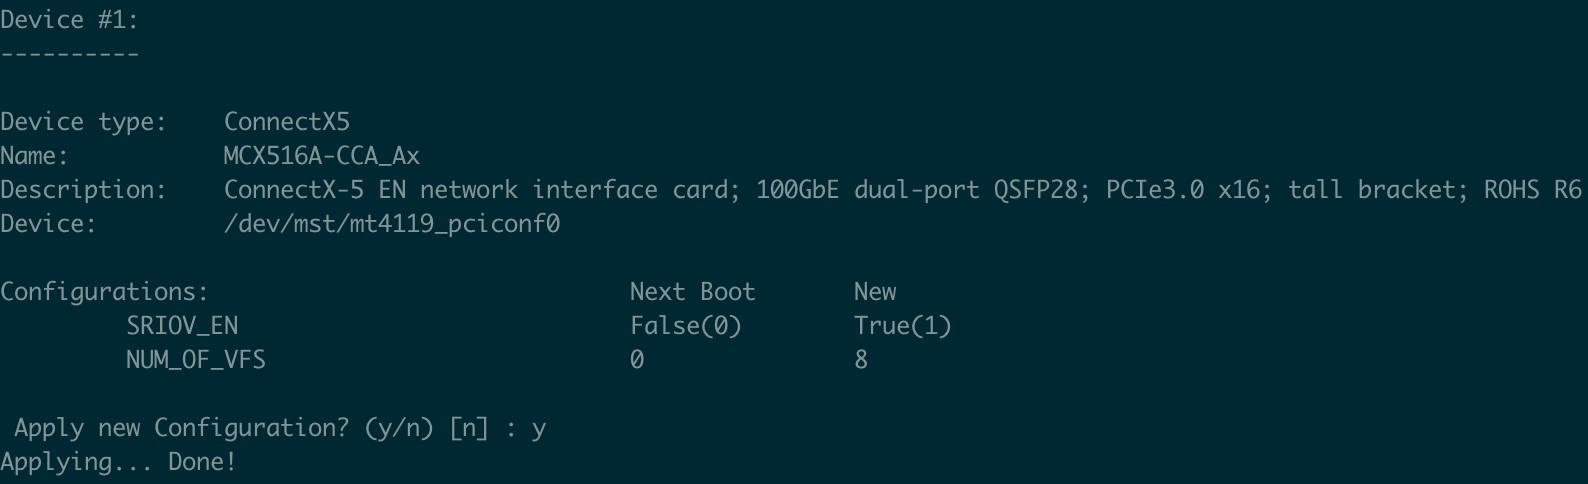 Device #1:
----------
Device type:    ConnectX5
Name:           MCX516A-CCA_Ax
Description:    ConnectX-5 EN network interface card; 100GbE dual-port QSFP28; PCIe3.0 x16; tall bracket; ROHS R6
Device:         /dev/mst/mt4119_pciconf0
Configurations:                              Next Boot       New
         SRIOV_EN                            False(0)        True(1)
         NUM_OF_VFS                          0               8
 Apply new Configuration? (y/n) [n] : y
Applying... Done!